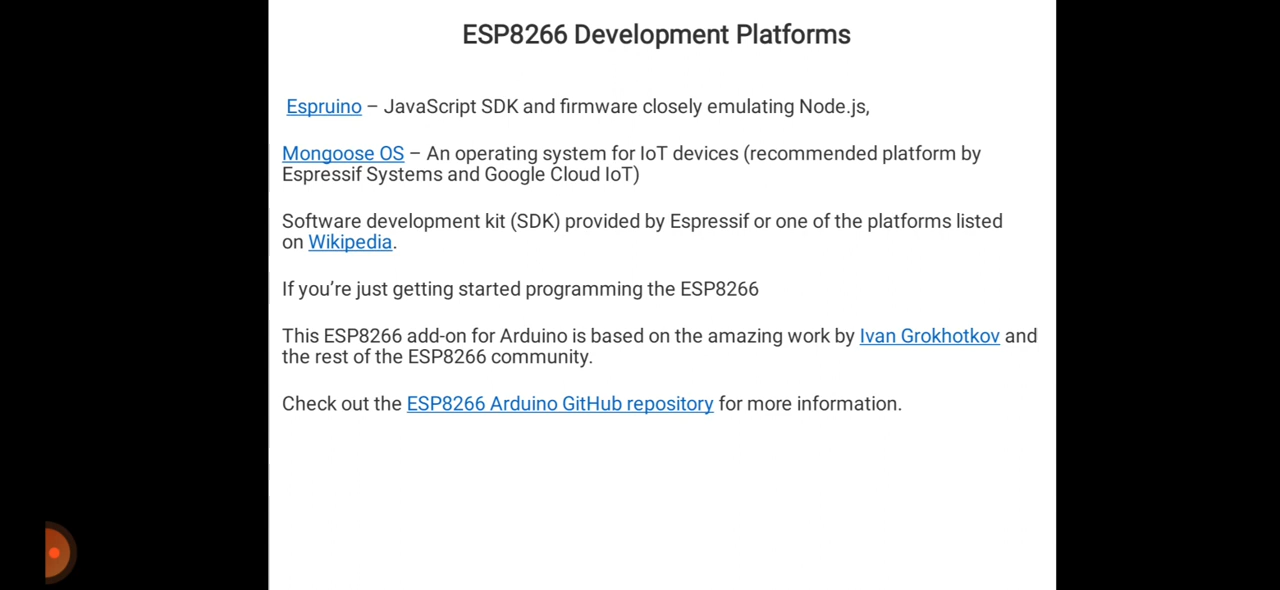 ESP8266 Development Platforms
Espruino – JavaScript SDK and firmware closely emulating Node.js,
Mongoose OS – An operating system for IoT devices (recommended platform by
Espressif Systems and Google Cloud IoT)
Software development kit (SDK) provided by Espressif or one of the platforms listed
on Wikipedia.
If you’re just getting started programming the ESP8266
This ESP8266 add-on for Arduino is based on the amazing work by Ivan Grokhotkov and
the rest of the ESP8266 community.
Check out the ESP8266 Arduino GitHub repository for more information.